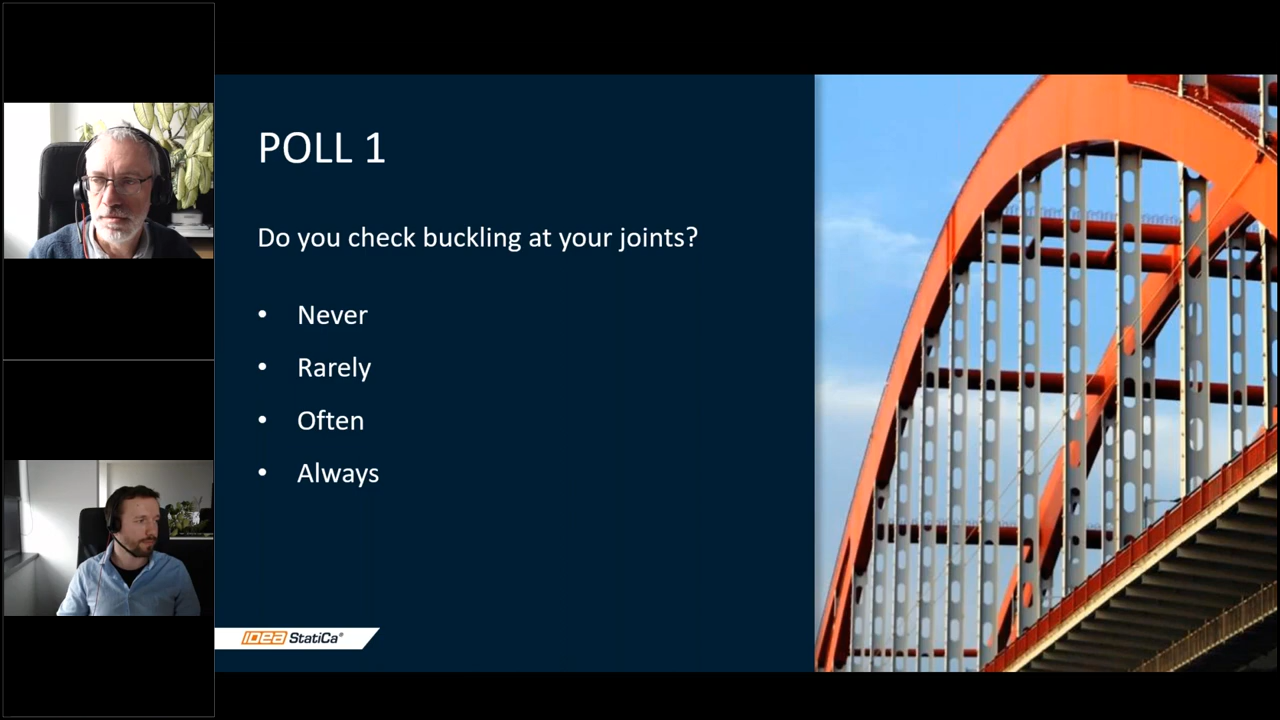 POLL 1
Do you check buckling at your joints?
• Never
• Rarely
• Often
• Always
IDEA StatiCa®